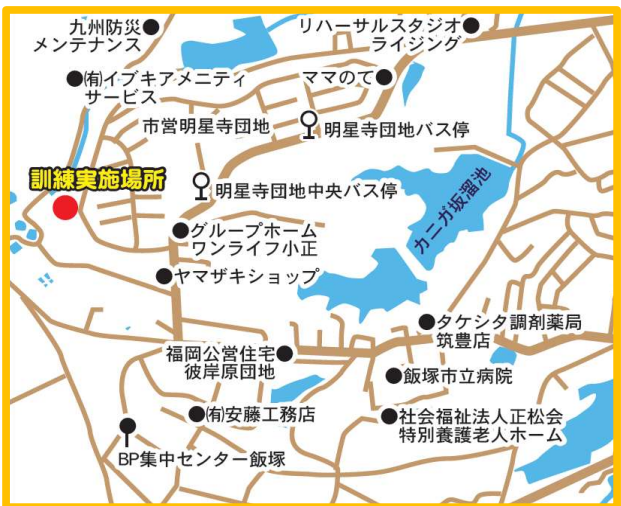 九州防災
メンテナンス
リハーサルスタジオ
ライジング
㈲イブキアメニティ
サービス
ママのて
市営明星寺団地
明星寺団地バス停
訓練実施場所
明星寺団地中央バス停
カニガ坂溜池
グループホーム
ワンライフ小正
ヤマザキショップ
タケシタ調剤薬局
筑豊店
福岡公営住宅
彼岸原団地
飯塚市立病院
㈲安藤工務店
社会福祉法人正松会
特別養護老人ホーム
BP集中センター飯塚